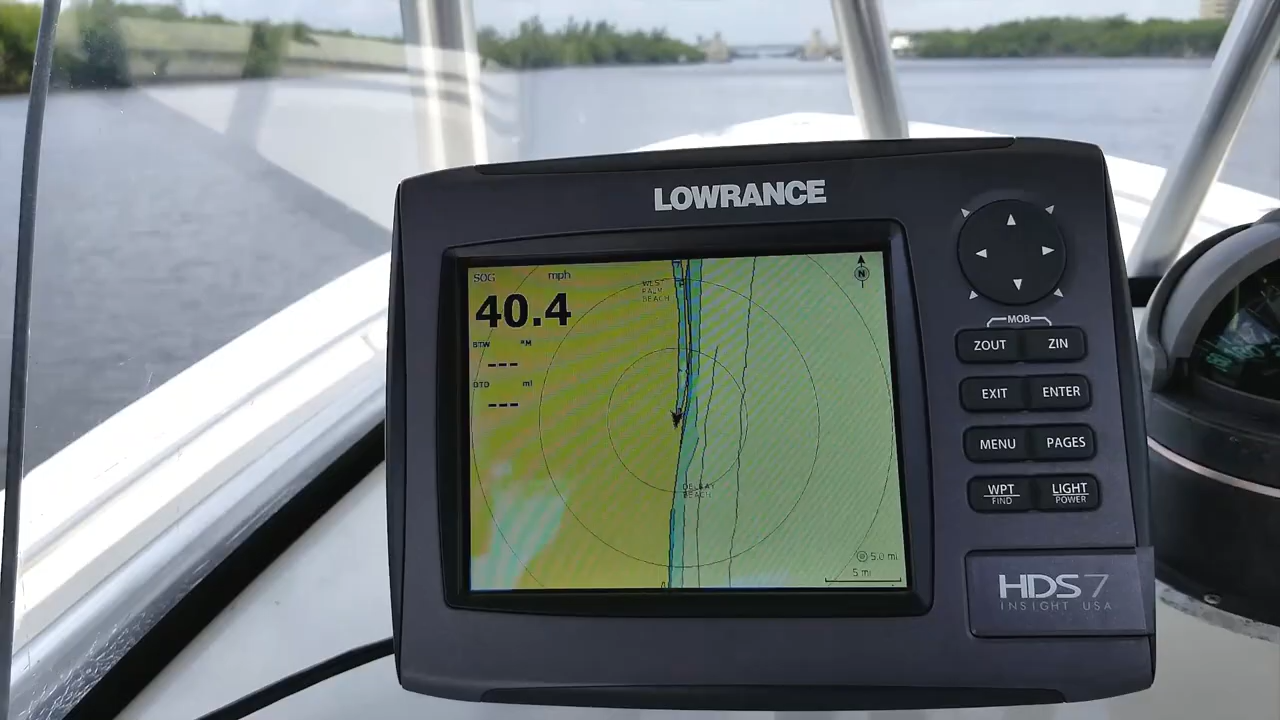 LOWRANCE
SOG mph
40.4
BTW °M
---
DTD mi
---
WEST
PALM
BEACH
N
DELRAY
BEACH
5.0 mi
5 mi
MOB
ZOUT ZIN
EXIT ENTER
MENU PAGES
WPT LIGHT
FIND POWER
HDS7
INSIGHT USA